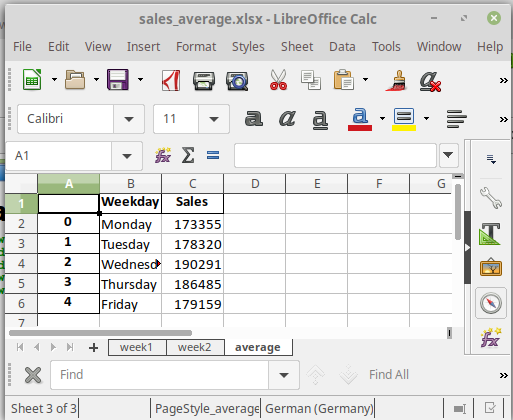 sales_average.xlsx - LibreOffice Calc
File Edit View Insert Format Styles Sheet Data Tools Window Help
Calibri 11 a a a a
A1
A B C D E F G
1 Weekday Sales
2 0 Monday 173355
3 1 Tuesday 178320
4 2 Wednesd 190291
5 3 Thursday 186485
6 4 Friday 179159
7
week1 week2 average
Find Find All
Sheet 3 of 3 PageStyle_average German (Germany)